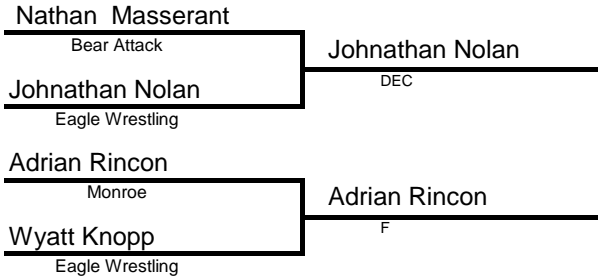 Nathan  Masserant
Bear Attack
Johnathan Nolan
DEC
Johnathan Nolan
Eagle Wrestling
Adrian Rincon
Monroe
Adrian Rincon
F
Wyatt Knopp
Eagle Wrestling